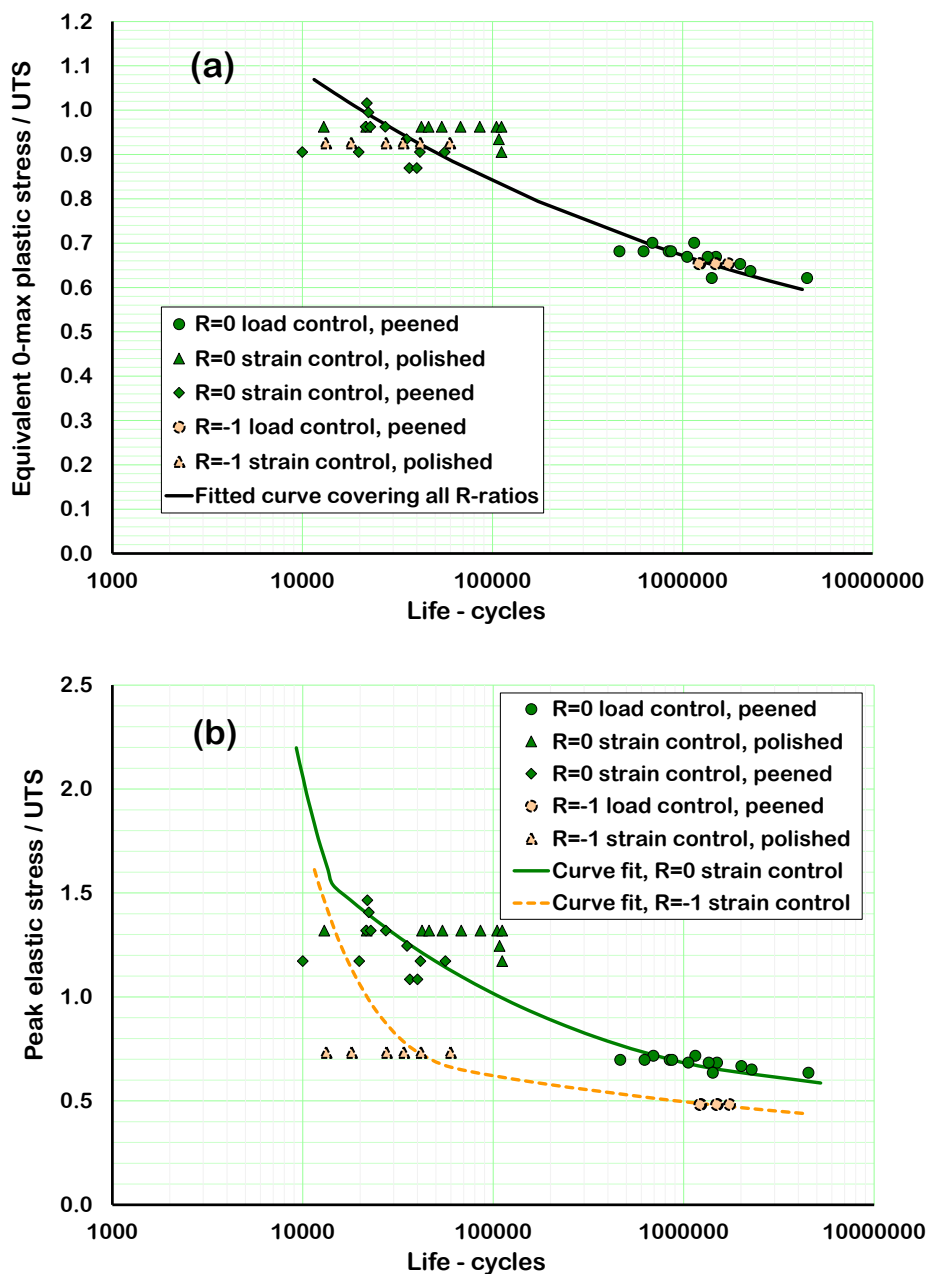 1.2
1.1
1.0
0.9
0.8
0.7
0.6
0.5
0.4
0.3
0.2
0.1
0.0
Equivalent 0-max plastic stress / UTS
(a)
R=0 load control, peened
R=0 strain control, polished
R=0 strain control, peened
R=-1 load control, peened
R=-1 strain control, polished
Fitted curve covering all R-ratios
1000 10000 100000 1000000 10000000
Life - cycles
2.5
2.0
1.5
1.0
0.5
0.0
Peak elastic stress / UTS
(b)
R=0 load control, peened
R=0 strain control, polished
R=0 strain control, peened
R=-1 load control, peened
R=-1 strain control, polished
Curve fit, R=0 strain control
Curve fit, R=-1 strain control
1000 10000 100000 1000000 10000000
Life - cycles